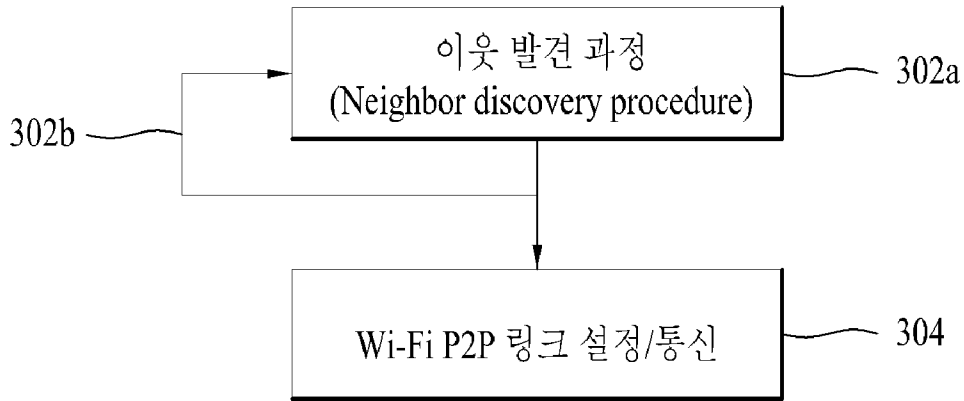 이웃 발견 과정
(Neighbor discovery procedure)
302a
302b
Wi-Fi P2P 링크 설정/통신
304